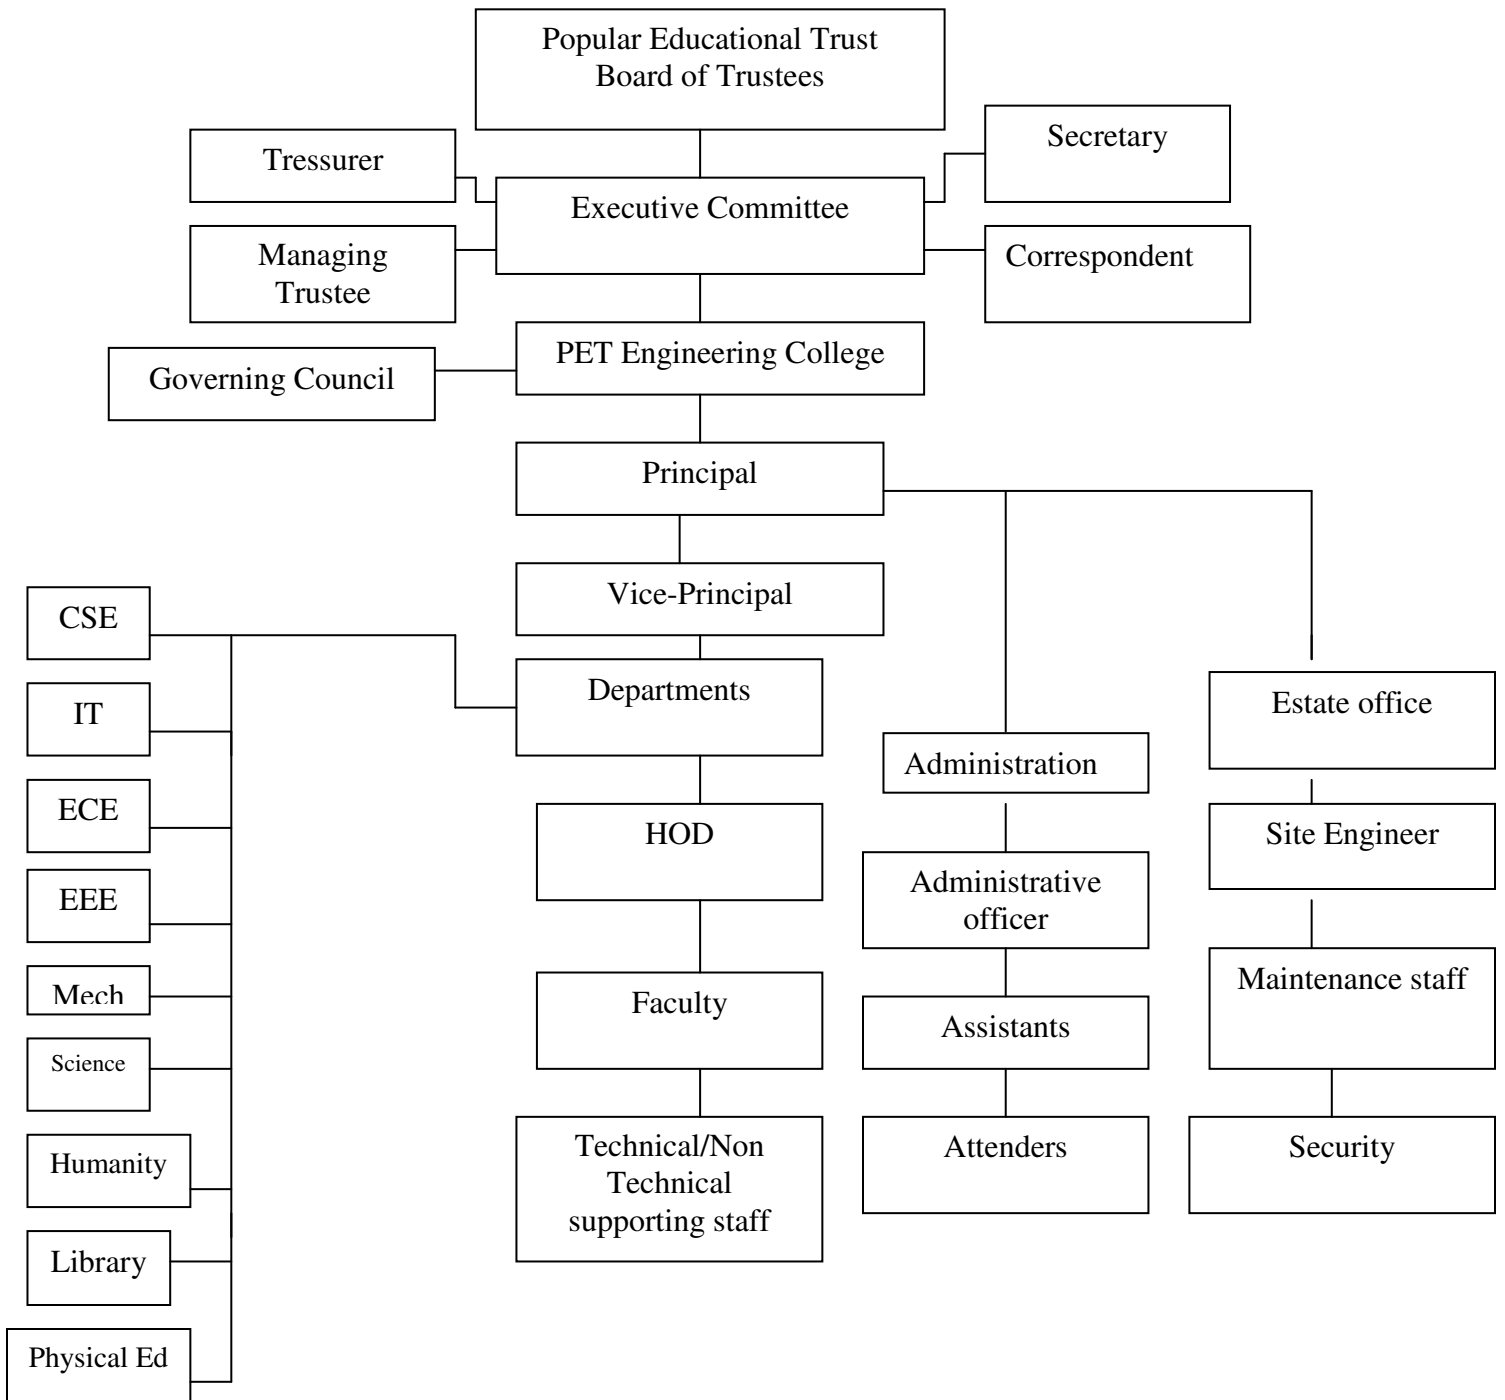 Popular Educational Trust
Board of Trustees
Tressurer
Secretary
Executive Committee
Managing
Trustee
Correspondent
PET Engineering College
Governing Council
Principal
Vice-Principal
CSE
Departments
IT
Estate office
Administration
ECE
HOD
Site Engineer
EEE
Administrative
officer
Mech
Faculty
Maintenance staff
Assistants
Science
Technical/Non
Technical
supporting staff
Attenders
Security
Humanity
Library
Physical Ed